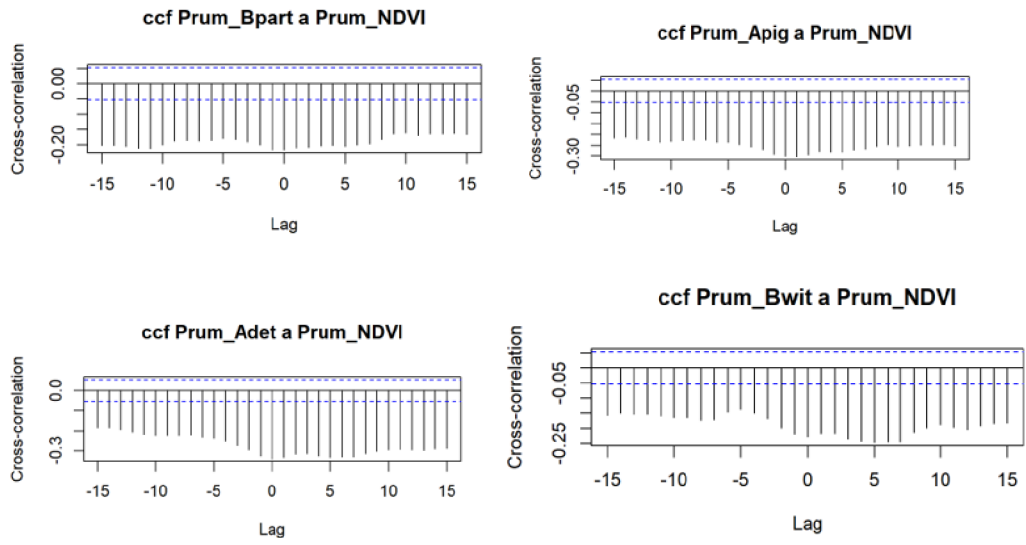 ccf Prum_Bpart a Prum_NDVI
Cross-correlation
0.00
-0.20
-15 -10 -5 0 5 10 15
Lag
ccf Prum_Apig a Prum_NDVI
Cross-correlation
-0.05
-0.30
-15 -10 -5 0 5 10 15
Lag
ccf Prum_Adet a Prum_NDVI
Cross-correlation
0.0
-0.3
-15 -10 -5 0 5 10 15
Lag
ccf Prum_Bwit a Prum_NDVI
Cross-correlation
-0.05
-0.25
-15 -10 -5 0 5 10 15
Lag